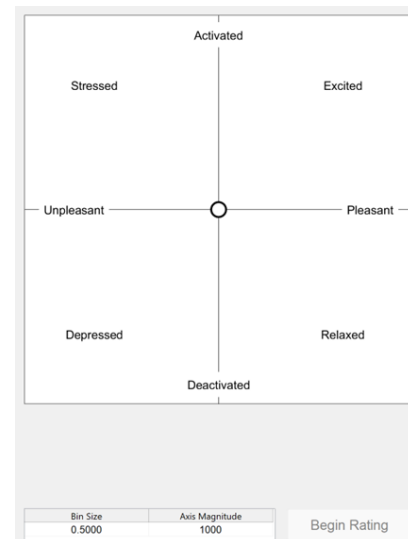 Activated
Stressed Excited
Unpleasant Pleasant
Depressed Relaxed
Deactivated
Bin Size Axis Magnitude
0.5000 1000
Begin Rating